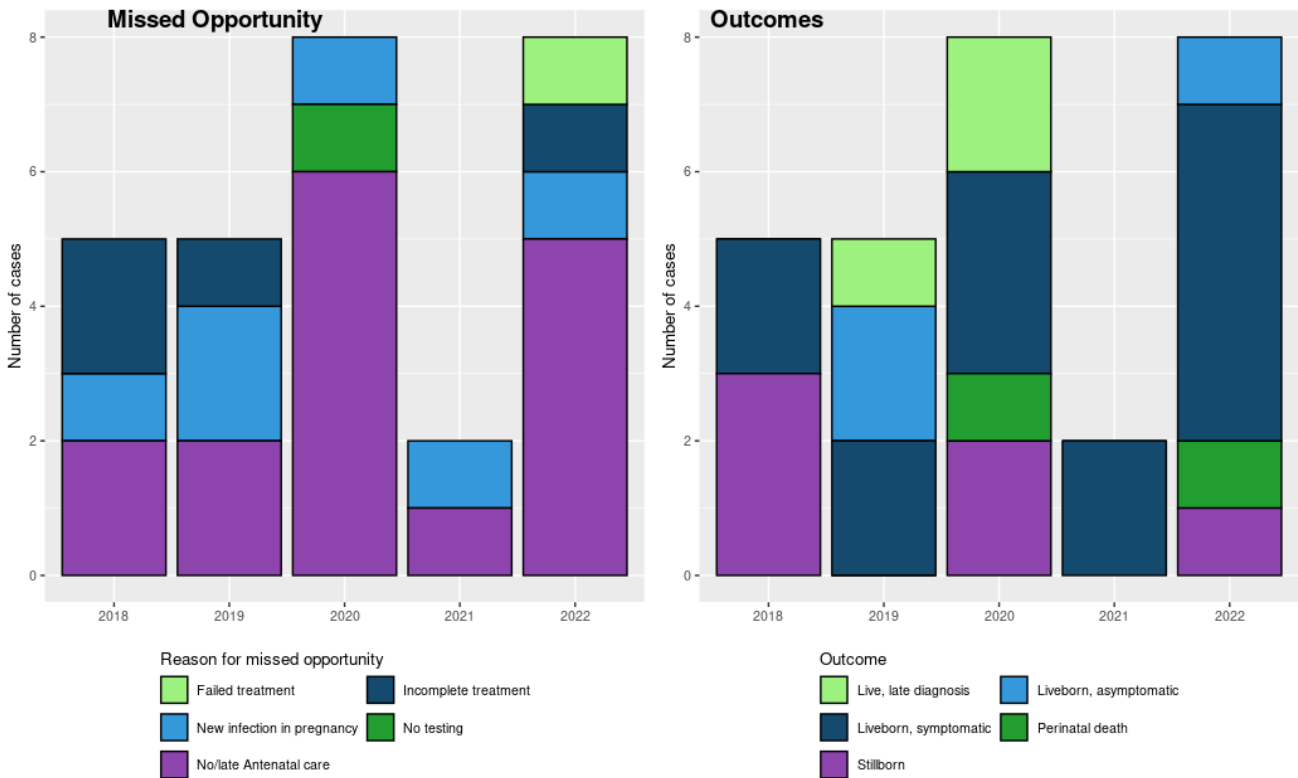 Missed Opportunity
Outcomes
8
6
4
2
0
Number of cases
2018 2019 2020 2021 2022
8
6
4
2
0
Number of cases
2018 2019 2020 2021 2022
Reason for missed opportunity
Failed treatment Incomplete treatment
New infection in pregnancy No testing
No/late Antenatal care
Outcome
Live, late diagnosis Liveborn, asymptomatic
Liveborn, symptomatic Perinatal death
Stillborn